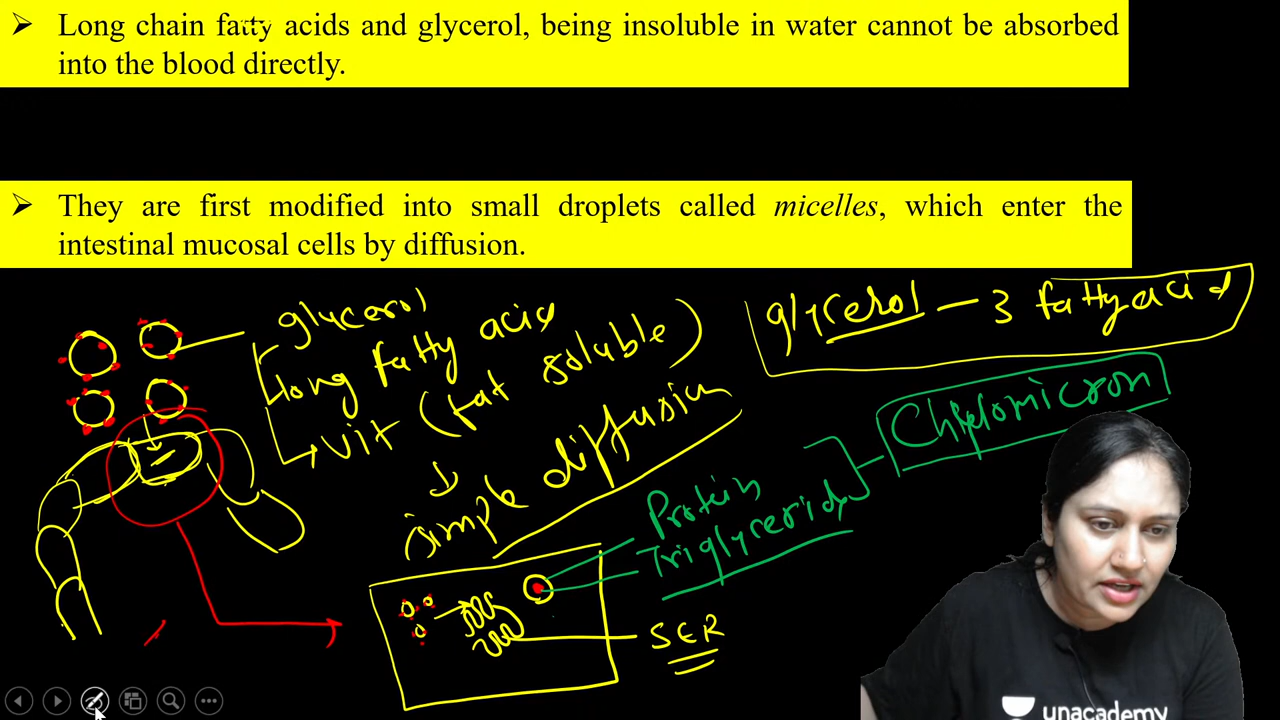 ➢ Long chain fatty acids and glycerol, being insoluble in water cannot be absorbed
into the blood directly.
➢ They are first modified into small droplets called micelles, which enter the
intestinal mucosal cells by diffusion.
glycerol
long fatty acid
→ Vit (fat soluble)
↓
simple diffusion
glycerol — 3 fatty acid
Protein
Triglyceride
Chylomicron
SER
unacademy